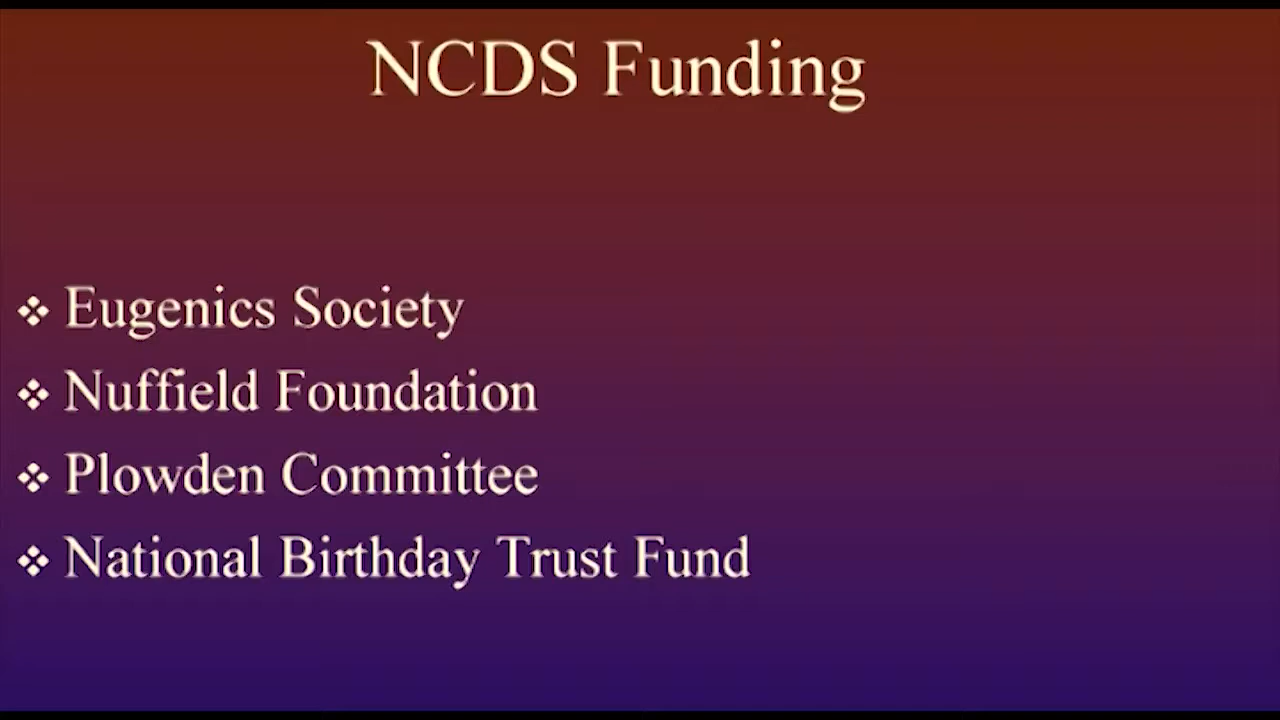 NCDS Funding
❖ Eugenics Society
❖ Nuffield Foundation
❖ Plowden Committee
❖ National Birthday Trust Fund